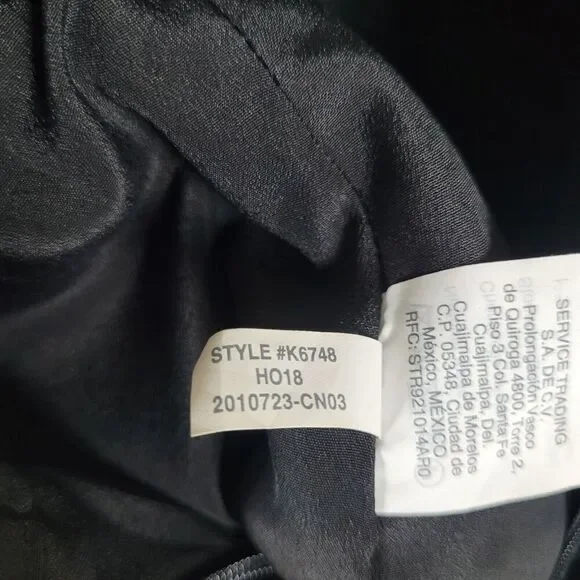 STYLE #K6748
HO18
2010723-CN03
SERVICE TRADING
S.A. DE C.V.
Prolongación Vasco
de Quiroga 4800, Torre 2,
Piso 3 Col. Santa Fe
Cuajimalpa, Del.
Cuajimalpa de Morelos
C.P. 05348, Ciudad de
México, MEXICO
RFC: STR921014AR0